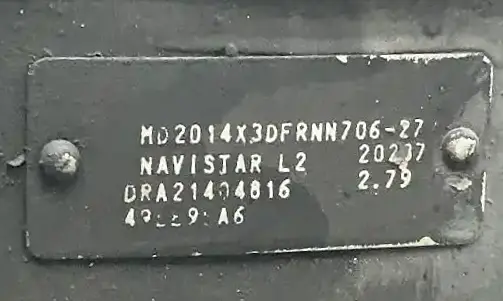 MD2014X3DFRNN706-27
NAVISTAR L2 20237
DRA21404816 2.79